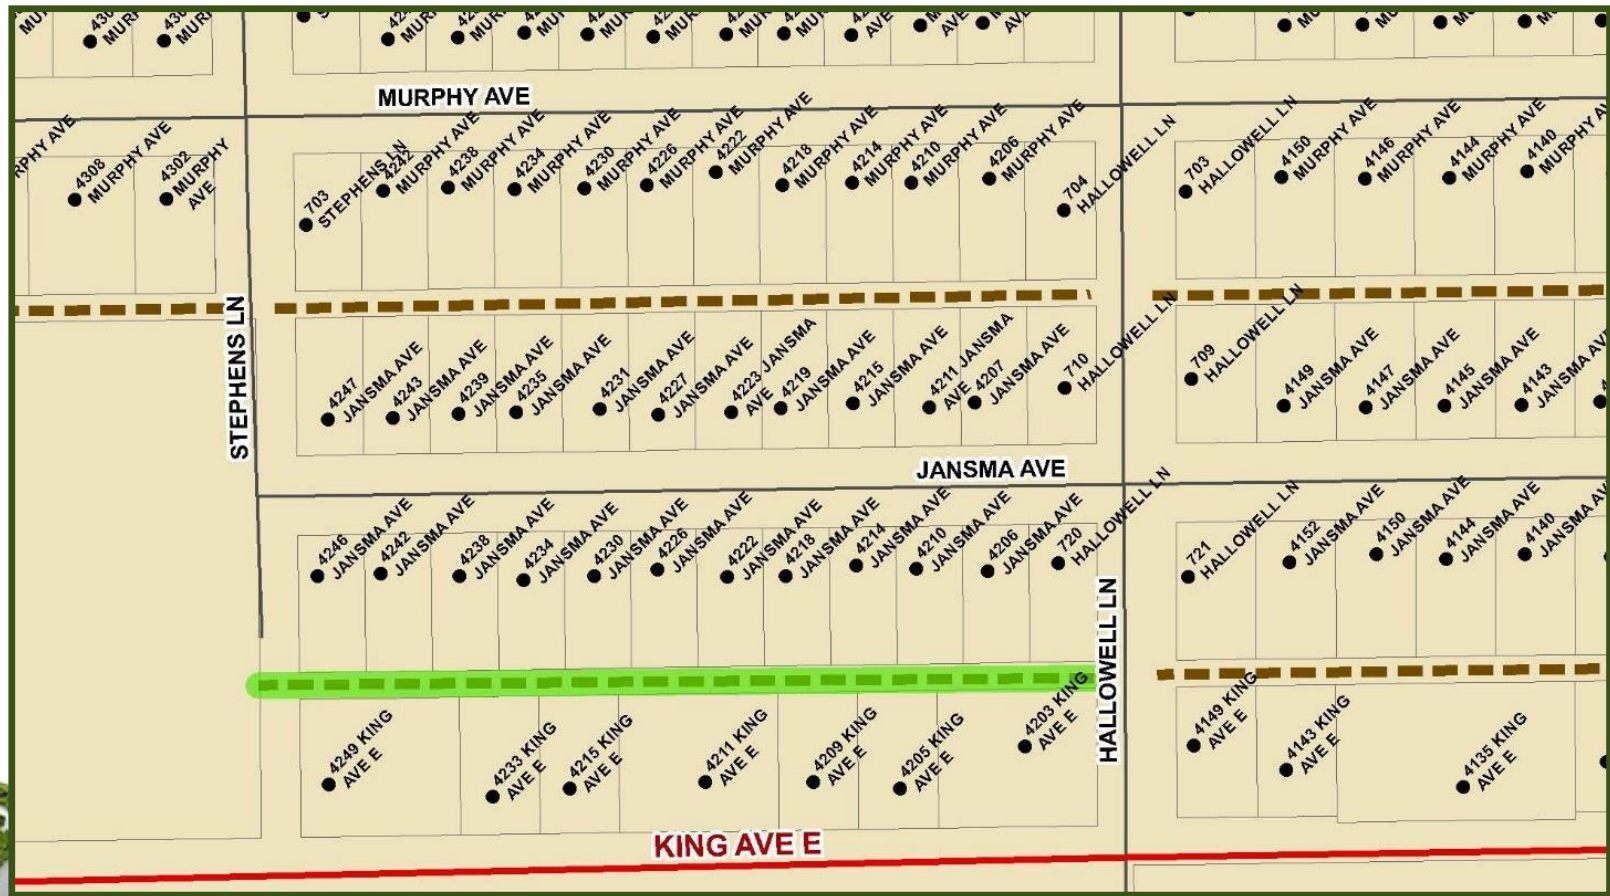 MURPHY AVE
4308
MURPHY AVE
4302
MURPHY
AVE
703
STEPHENS LN
4242
MURPHY AVE
4238
MURPHY AVE
4234
MURPHY AVE
4230
MURPHY AVE
4226
MURPHY AVE
4222
MURPHY AVE
4218
MURPHY AVE
4214
MURPHY AVE
4210
MURPHY AVE
4206
MURPHY AVE
704
HALLOWELL LN
703
HALLOWELL LN
4150
MURPHY AVE
4146
MURPHY AVE
4144
MURPHY AVE
4140
MURPHY
STEPHENS LN
4247
JANSMA AVE
4243
JANSMA AVE
4239
JANSMA AVE
4235
JANSMA AVE
4231
JANSMA AVE
4227
JANSMA AVE
4223 JANSMA
AVE
4219
JANSMA AVE
4215
JANSMA AVE
4211 JANSMA
AVE
4207
JANSMA AVE
710
HALLOWELL LN
709
HALLOWELL LN
4149
JANSMA AVE
4147
JANSMA AVE
4145
JANSMA AVE
4143
JANSMA AVE
JANSMA AVE
4246
JANSMA AVE
4242
JANSMA AVE
4238
JANSMA AVE
4234
JANSMA AVE
4230
JANSMA AVE
4226
JANSMA AVE
4222
JANSMA AVE
4218
JANSMA AVE
4214
JANSMA AVE
4210
JANSMA AVE
4206
JANSMA AVE
720
HALLOWELL LN
721
HALLOWELL LN
4152
JANSMA AVE
4150
JANSMA AVE
4144
JANSMA AVE
4140
JANSMA
HALLOWELL LN
4249 KING
AVE E
4233 KING
AVE E
4215 KING
AVE E
4211 KING
AVE E
4209 KING
AVE E
4205 KING
AVE E
4203 KING
AVE E
4149 KING
AVE E
4143 KING
AVE E
4135 KING
AVE E
KING AVE E